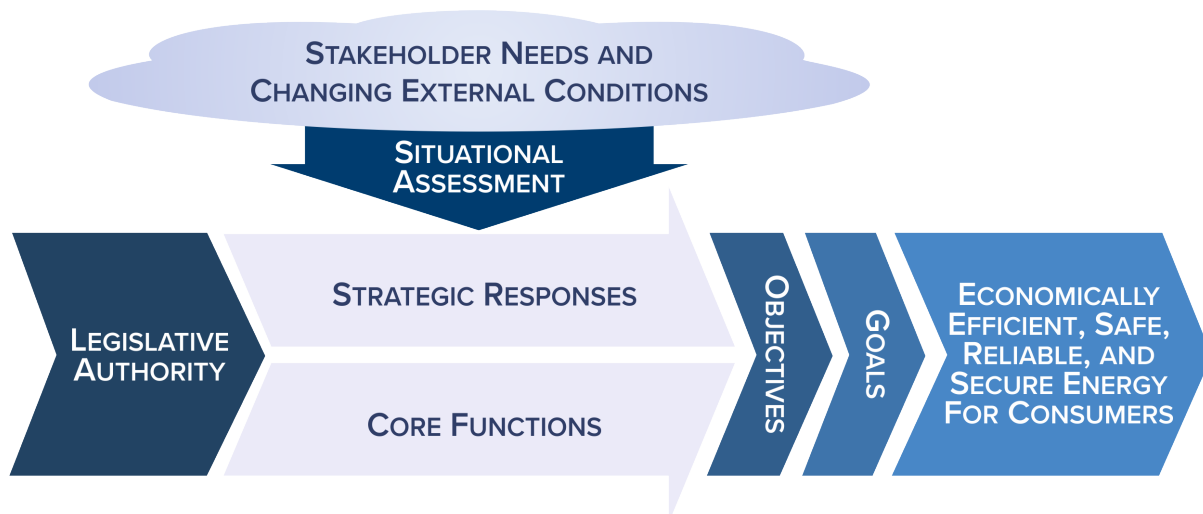 Stakeholder Needs and
Changing External Conditions
Situational
Assessment
Legislative
Authority
Strategic Responses
Core Functions
Objectives
Goals
Economically
Efficient, Safe,
Reliable, and
Secure Energy
For Consumers